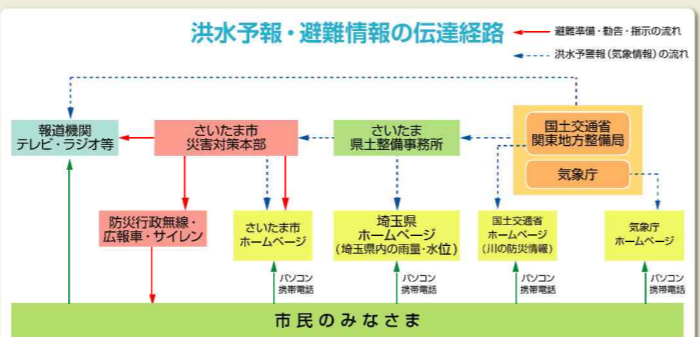 洪水予報・避難情報の伝達経路
避難準備・勧告・指示の流れ
洪水予警報(気象情報)の流れ
報道機関
テレビ・ラジオ等
さいたま市
災害対策本部
さいたま
県土整備事務所
国土交通省
関東地方整備局
気象庁
防災行政無線・
広報車・サイレン
さいたま市
ホームページ
埼玉県
ホームページ
(埼玉県内の雨量・水位)
国土交通省
ホームページ
(川の防災情報)
気象庁
ホームページ
パソコン
携帯電話
パソコン
携帯電話
パソコン
携帯電話
パソコン
携帯電話
市民のみなさま